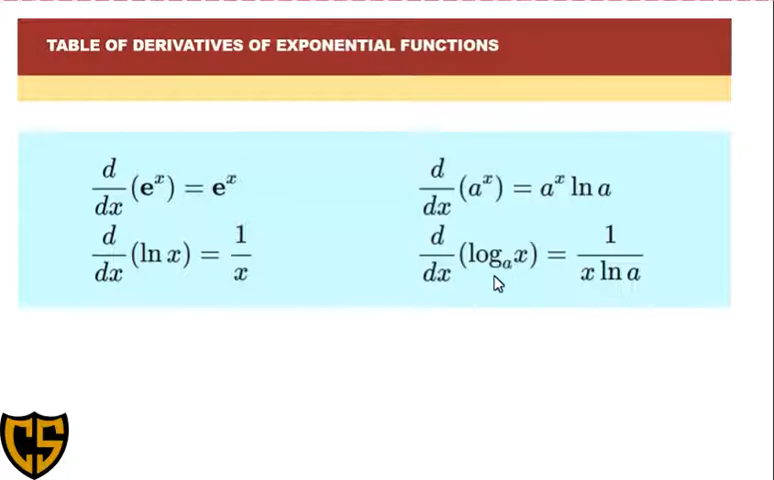 TABLE OF DERIVATIVES OF EXPONENTIAL FUNCTIONS
d/dx (e^x) = e^x    d/dx (a^x) = a^x ln a
d/dx (ln x) = 1/x    d/dx (log_a x) = 1/(x ln a)
CS